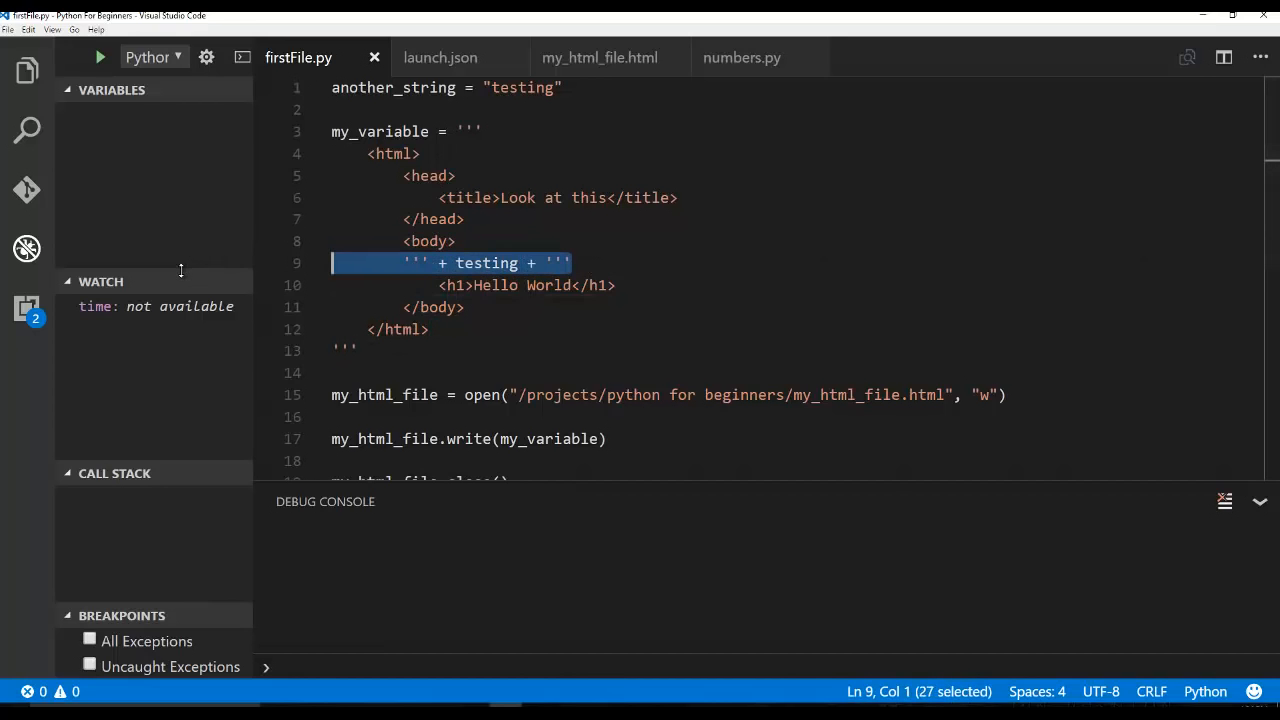 firstFile.py - Python For Beginners - Visual Studio Code
File Edit View Go Help
Python
firstFile.py
launch.json
my_html_file.html
numbers.py
VARIABLES
WATCH
time: not available
CALL STACK
BREAKPOINTS
All Exceptions
Uncaught Exceptions
2
1 another_string = "testing"
2
3 my_variable = '''
4 <html>
5 <head>
6 <title>Look at this</title>
7 </head>
8 <body>
9 ''' + testing + '''
10 <h1>Hello World</h1>
11 </body>
12 </html>
13 '''
14
15 my_html_file = open("/projects/python for beginners/my_html_file.html", "w")
16
17 my_html_file.write(my_variable)
18
my_html_file.close()
DEBUG CONSOLE
0 0
Ln 9, Col 1 (27 selected) Spaces: 4 UTF-8 CRLF Python